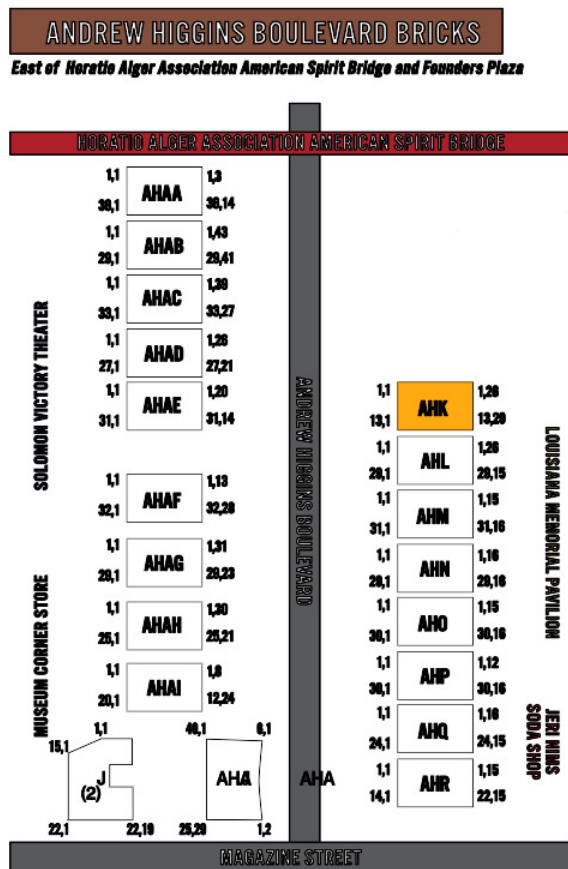 ANDREW HIGGINS BOULEVARD BRICKS
East of Horatio Alger Association American Spirit Bridge and Founders Plaza
HORATIO ALGER ASSOCIATION AMERICAN SPIRIT BRIDGE
SOLOMON VICTORY THEATER
MUSEUM CORNER STORE
1,1 AHAA 1,3
38,1 38,14
1,1 AHAB 1,43
29,1 29,41
1,1 AHAC 1,39
33,1 33,27
1,1 AHAD 1,26
27,1 27,21
1,1 AHAE 1,20
31,1 31,14
1,1 AHAF 1,13
32,1 32,28
1,1 AHAG 1,31
29,1 29,23
1,1 AHAH 1,30
25,1 25,21
1,1 AHAI 1,8
20,1 12,24
1,1
15,1
J
(2)
22,1 22,19
40,1 6,1
AHA
25,29 1,2
ANDREW HIGGINS BOULEVARD
AHA
1,1 AHK 1,26
13,1 13,29
1,1 AHL 1,26
29,1 29,15
1,1 AHM 1,15
31,1 31,16
1,1 AHN 1,16
29,1 29,16
1,1 AHO 1,15
30,1 30,16
1,1 AHP 1,12
30,1 30,16
1,1 AHQ 1,16
24,1 24,15
1,1 AHR 1,15
14,1 22,15
LOUISIANA MEMORIAL PAVILION
JERI NIMS
SODA SHOP
MAGAZINE STREET